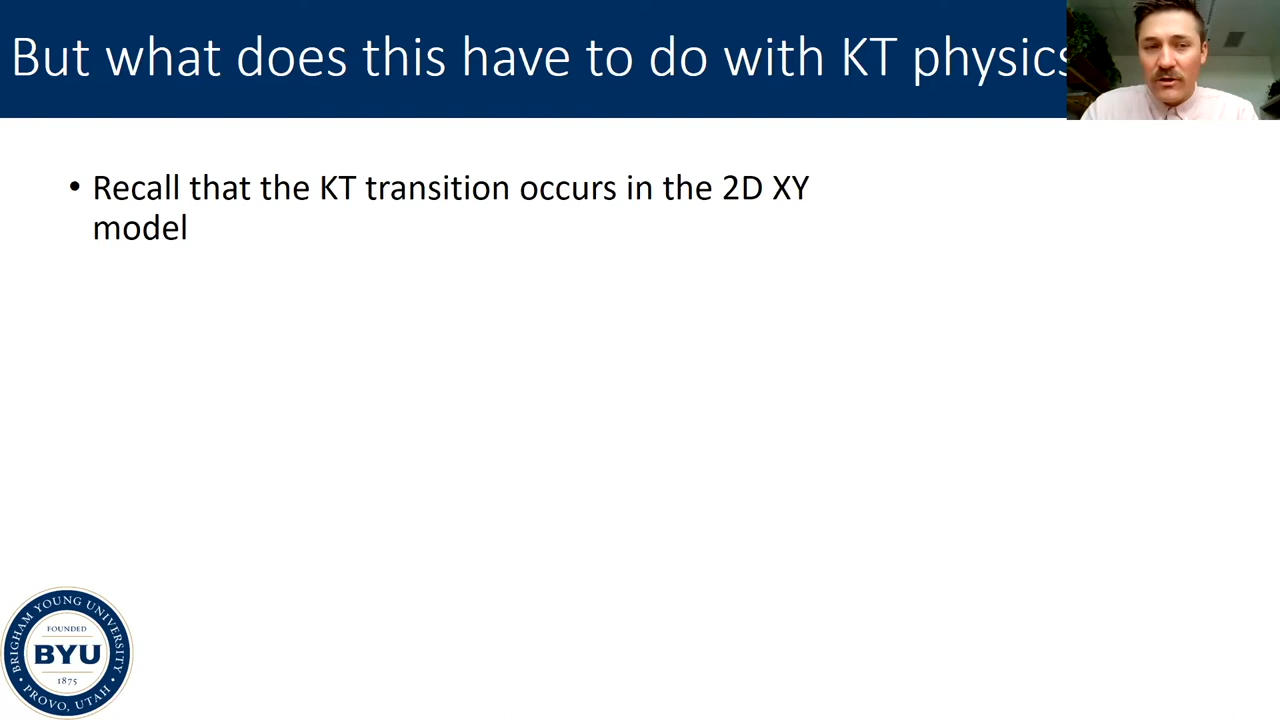 But what does this have to do with KT physics
• Recall that the KT transition occurs in the 2D XY
model
BRIGHAM YOUNG UNIVERSITY
FOUNDED
BYU
1875
• PROVO, UTAH •